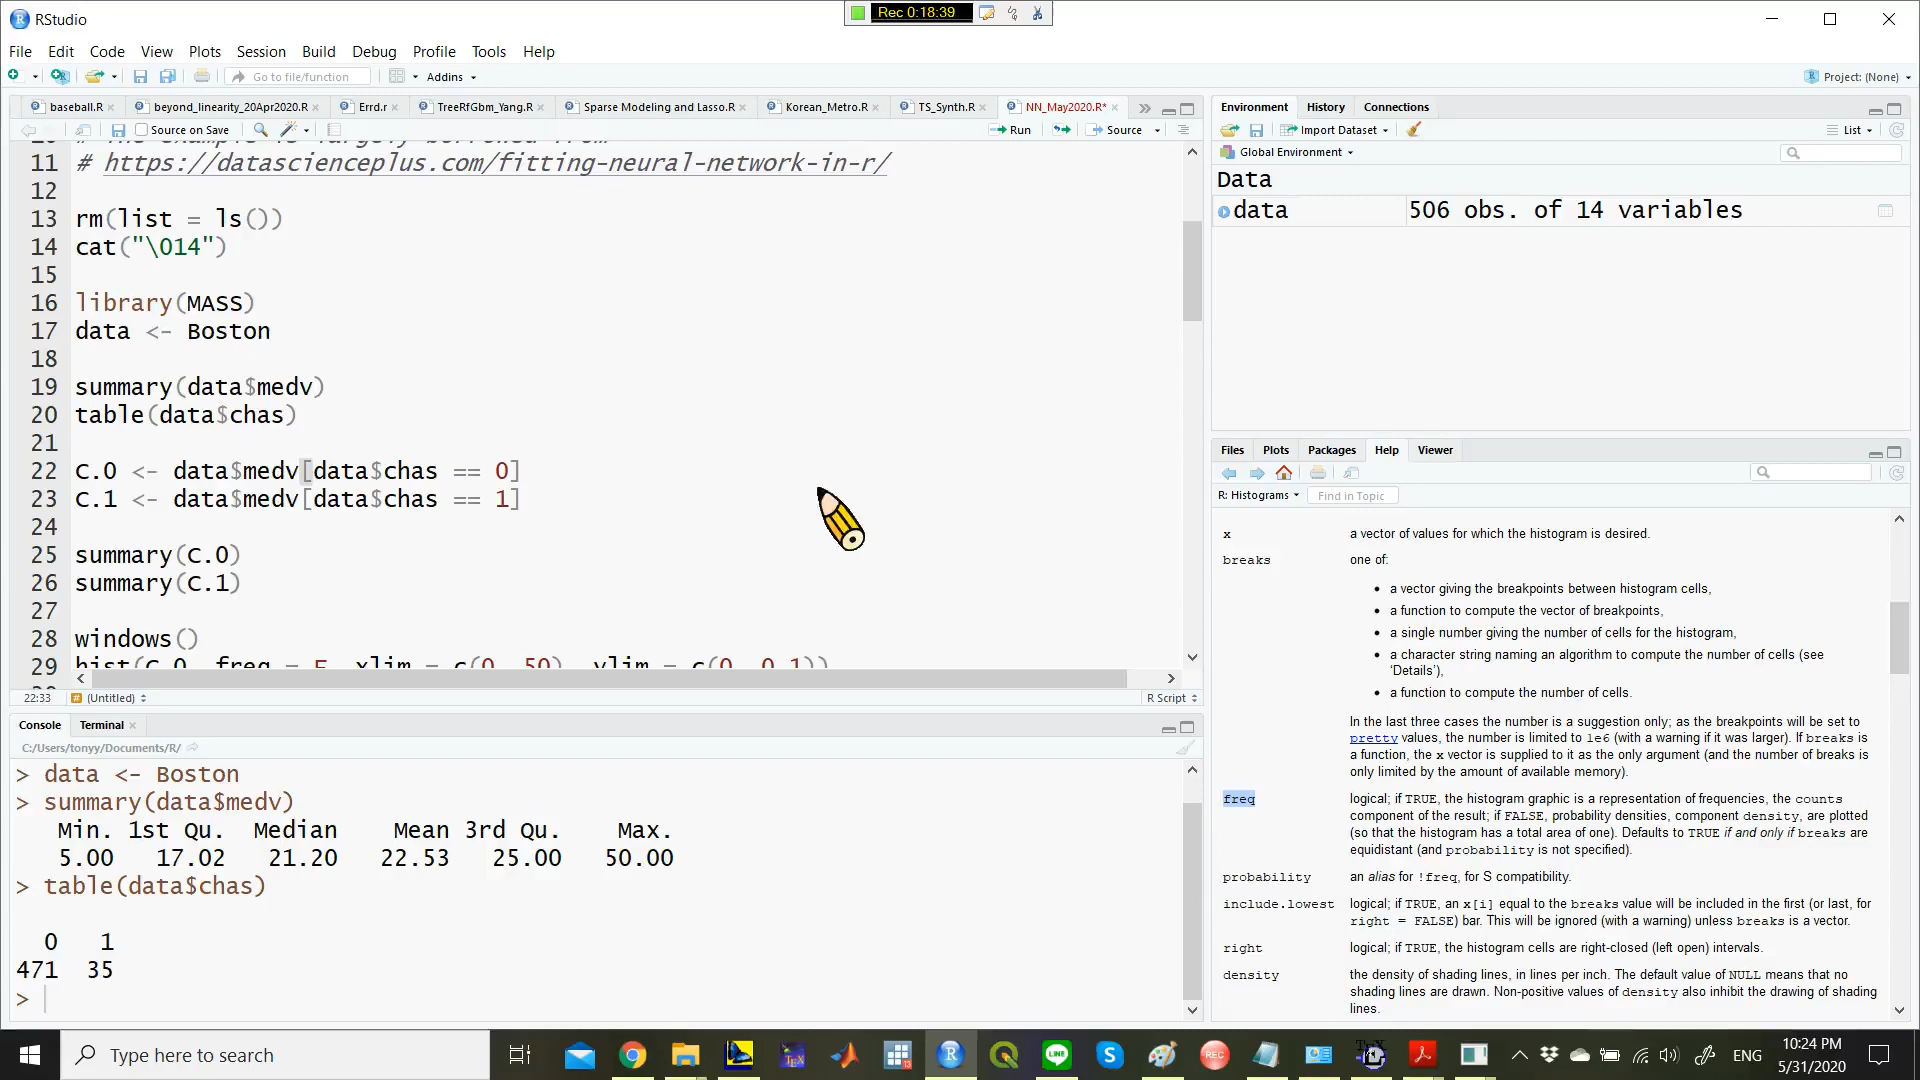 RStudio
Rec 0:18:39
File Edit Code View Plots Session Build Debug Profile Tools Help
Go to file/function Addins Project: (None)
baseball.R beyond_linearity_20Apr2020.R Errd.r TreeRfGbm_Yang.R Sparse Modeling and Lasso.R Korean_Metro.R TS_Synth.R NN_May2020.R*
Source on Save Run Source
11 # https://datascienceplus.com/fitting-neural-network-in-r/
12
13 rm(list = ls())
14 cat("\014")
15
16 library(MASS)
17 data <- Boston
18
19 summary(data$medv)
20 table(data$chas)
21
22 C.0 <- data$medv[data$chas == 0]
23 C.1 <- data$medv[data$chas == 1]
24
25 summary(C.0)
26 summary(C.1)
27
28 windows()
29 hist(C.0, freq = F, xlim = c(0, 50), ylim = c(0, 0.1))
22:33 (Untitled) R Script
Console Terminal
C:/Users/tonyy/Documents/R/
> data <- Boston
> summary(data$medv)
Min. 1st Qu. Median Mean 3rd Qu. Max.
5.00 17.02 21.20 22.53 25.00 50.00
> table(data$chas)
0 1
471 35
>
Environment History Connections
Import Dataset List
Global Environment
Data
data 506 obs. of 14 variables
Files Plots Packages Help Viewer
R: Histograms Find in Topic
x a vector of values for which the histogram is desired.
breaks one of:
• a vector giving the breakpoints between histogram cells,
• a function to compute the vector of breakpoints,
• a single number giving the number of cells for the histogram,
• a character string naming an algorithm to compute the number of cells (see
‘Details’),
• a function to compute the number of cells.
In the last three cases the number is a suggestion only; as the breakpoints will be set to
pretty values, the number is limited to 1e6 (with a warning if it was larger). If breaks is
a function, the x vector is supplied to it as the only argument (and the number of breaks is
only limited by the amount of available memory).
freq logical; if TRUE, the histogram graphic is a representation of frequencies, the counts
component of the result; if FALSE, probability densities, component density, are plotted
(so that the histogram has a total area of one). Defaults to TRUE if and only if breaks are
equidistant (and probability is not specified).
probability an alias for !freq, for S compatibility.
include.lowest logical; if TRUE, an x[i] equal to the breaks value will be included in the first (or last, for
right = FALSE) bar. This will be ignored (with a warning) unless breaks is a vector.
right logical; if TRUE, the histogram cells are right-closed (left open) intervals.
density the density of shading lines, in lines per inch. The default value of NULL means that no
shading lines are drawn. Non-positive values of density also inhibit the drawing of shading
lines.
Type here to search
ENG
10:24 PM
5/31/2020